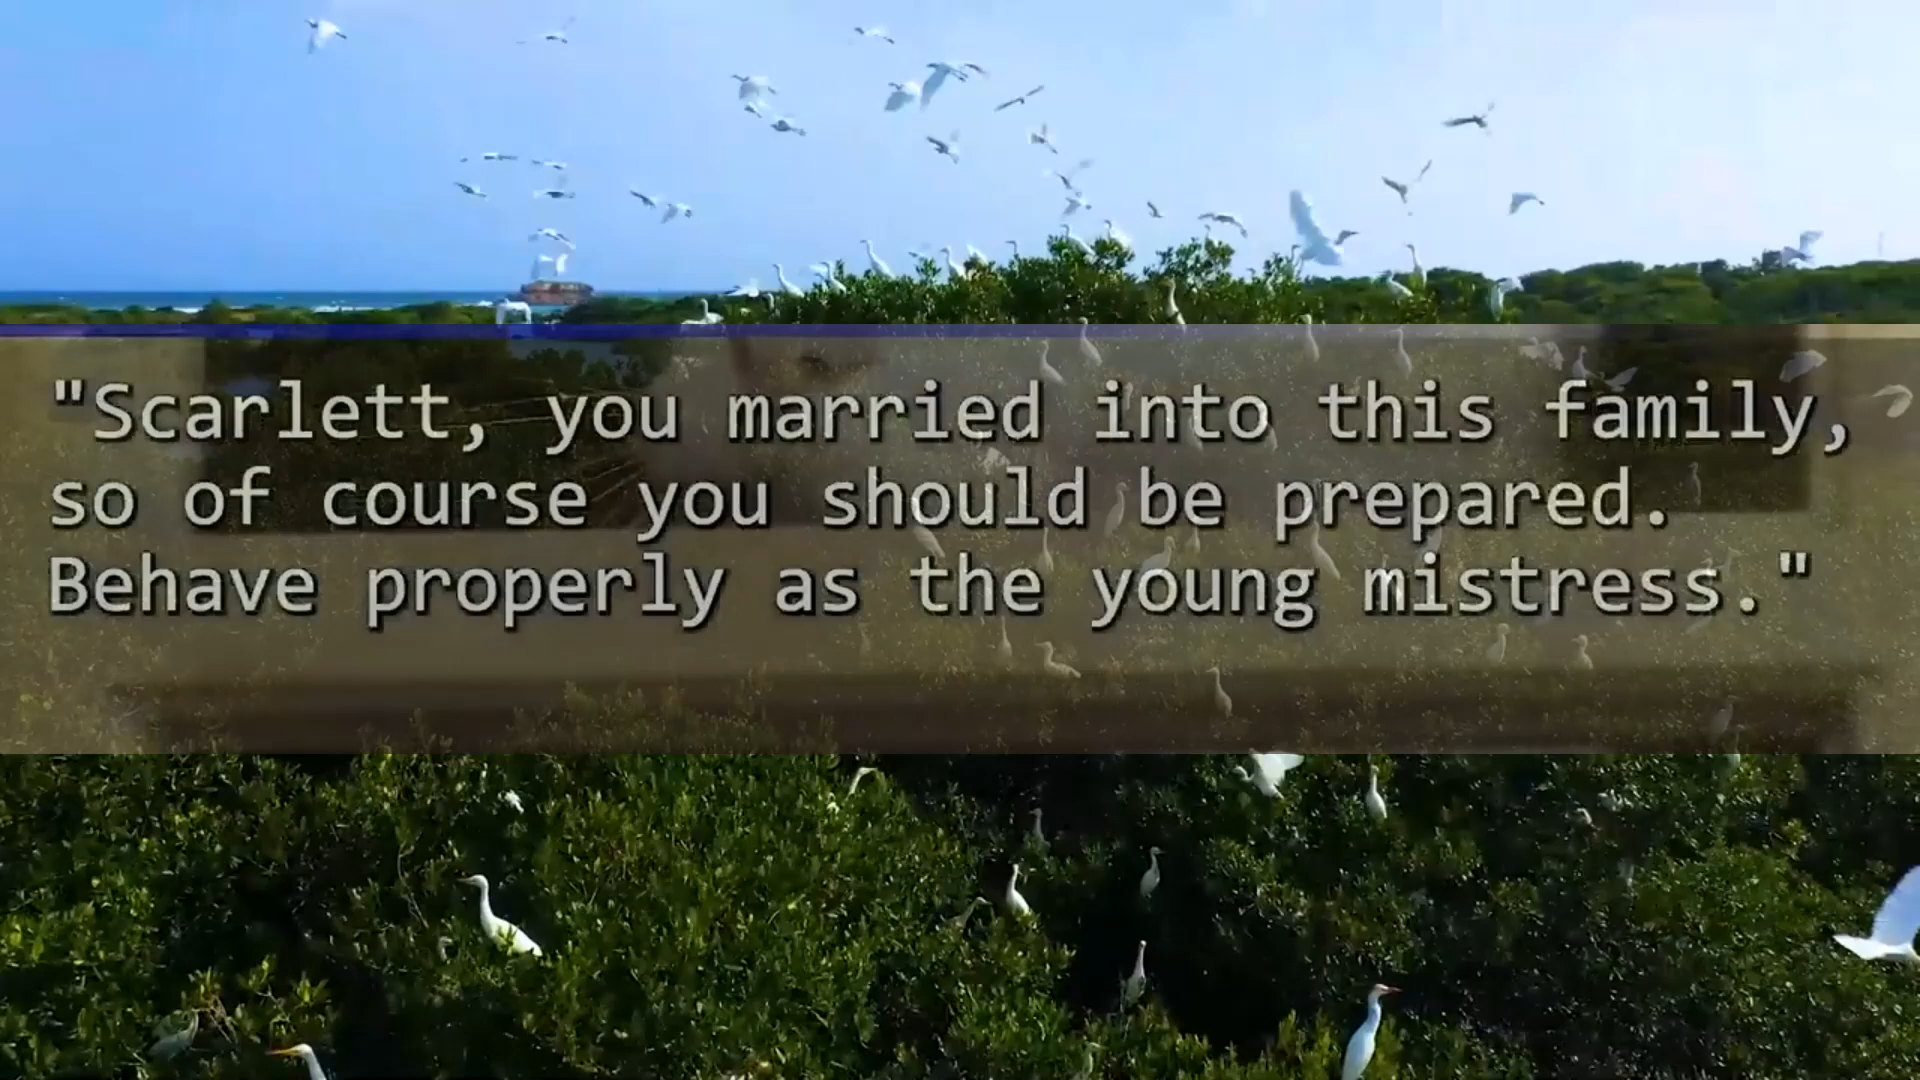 "Scarlett, you married into this family,
so of course you should be prepared.
Behave properly as the young mistress."